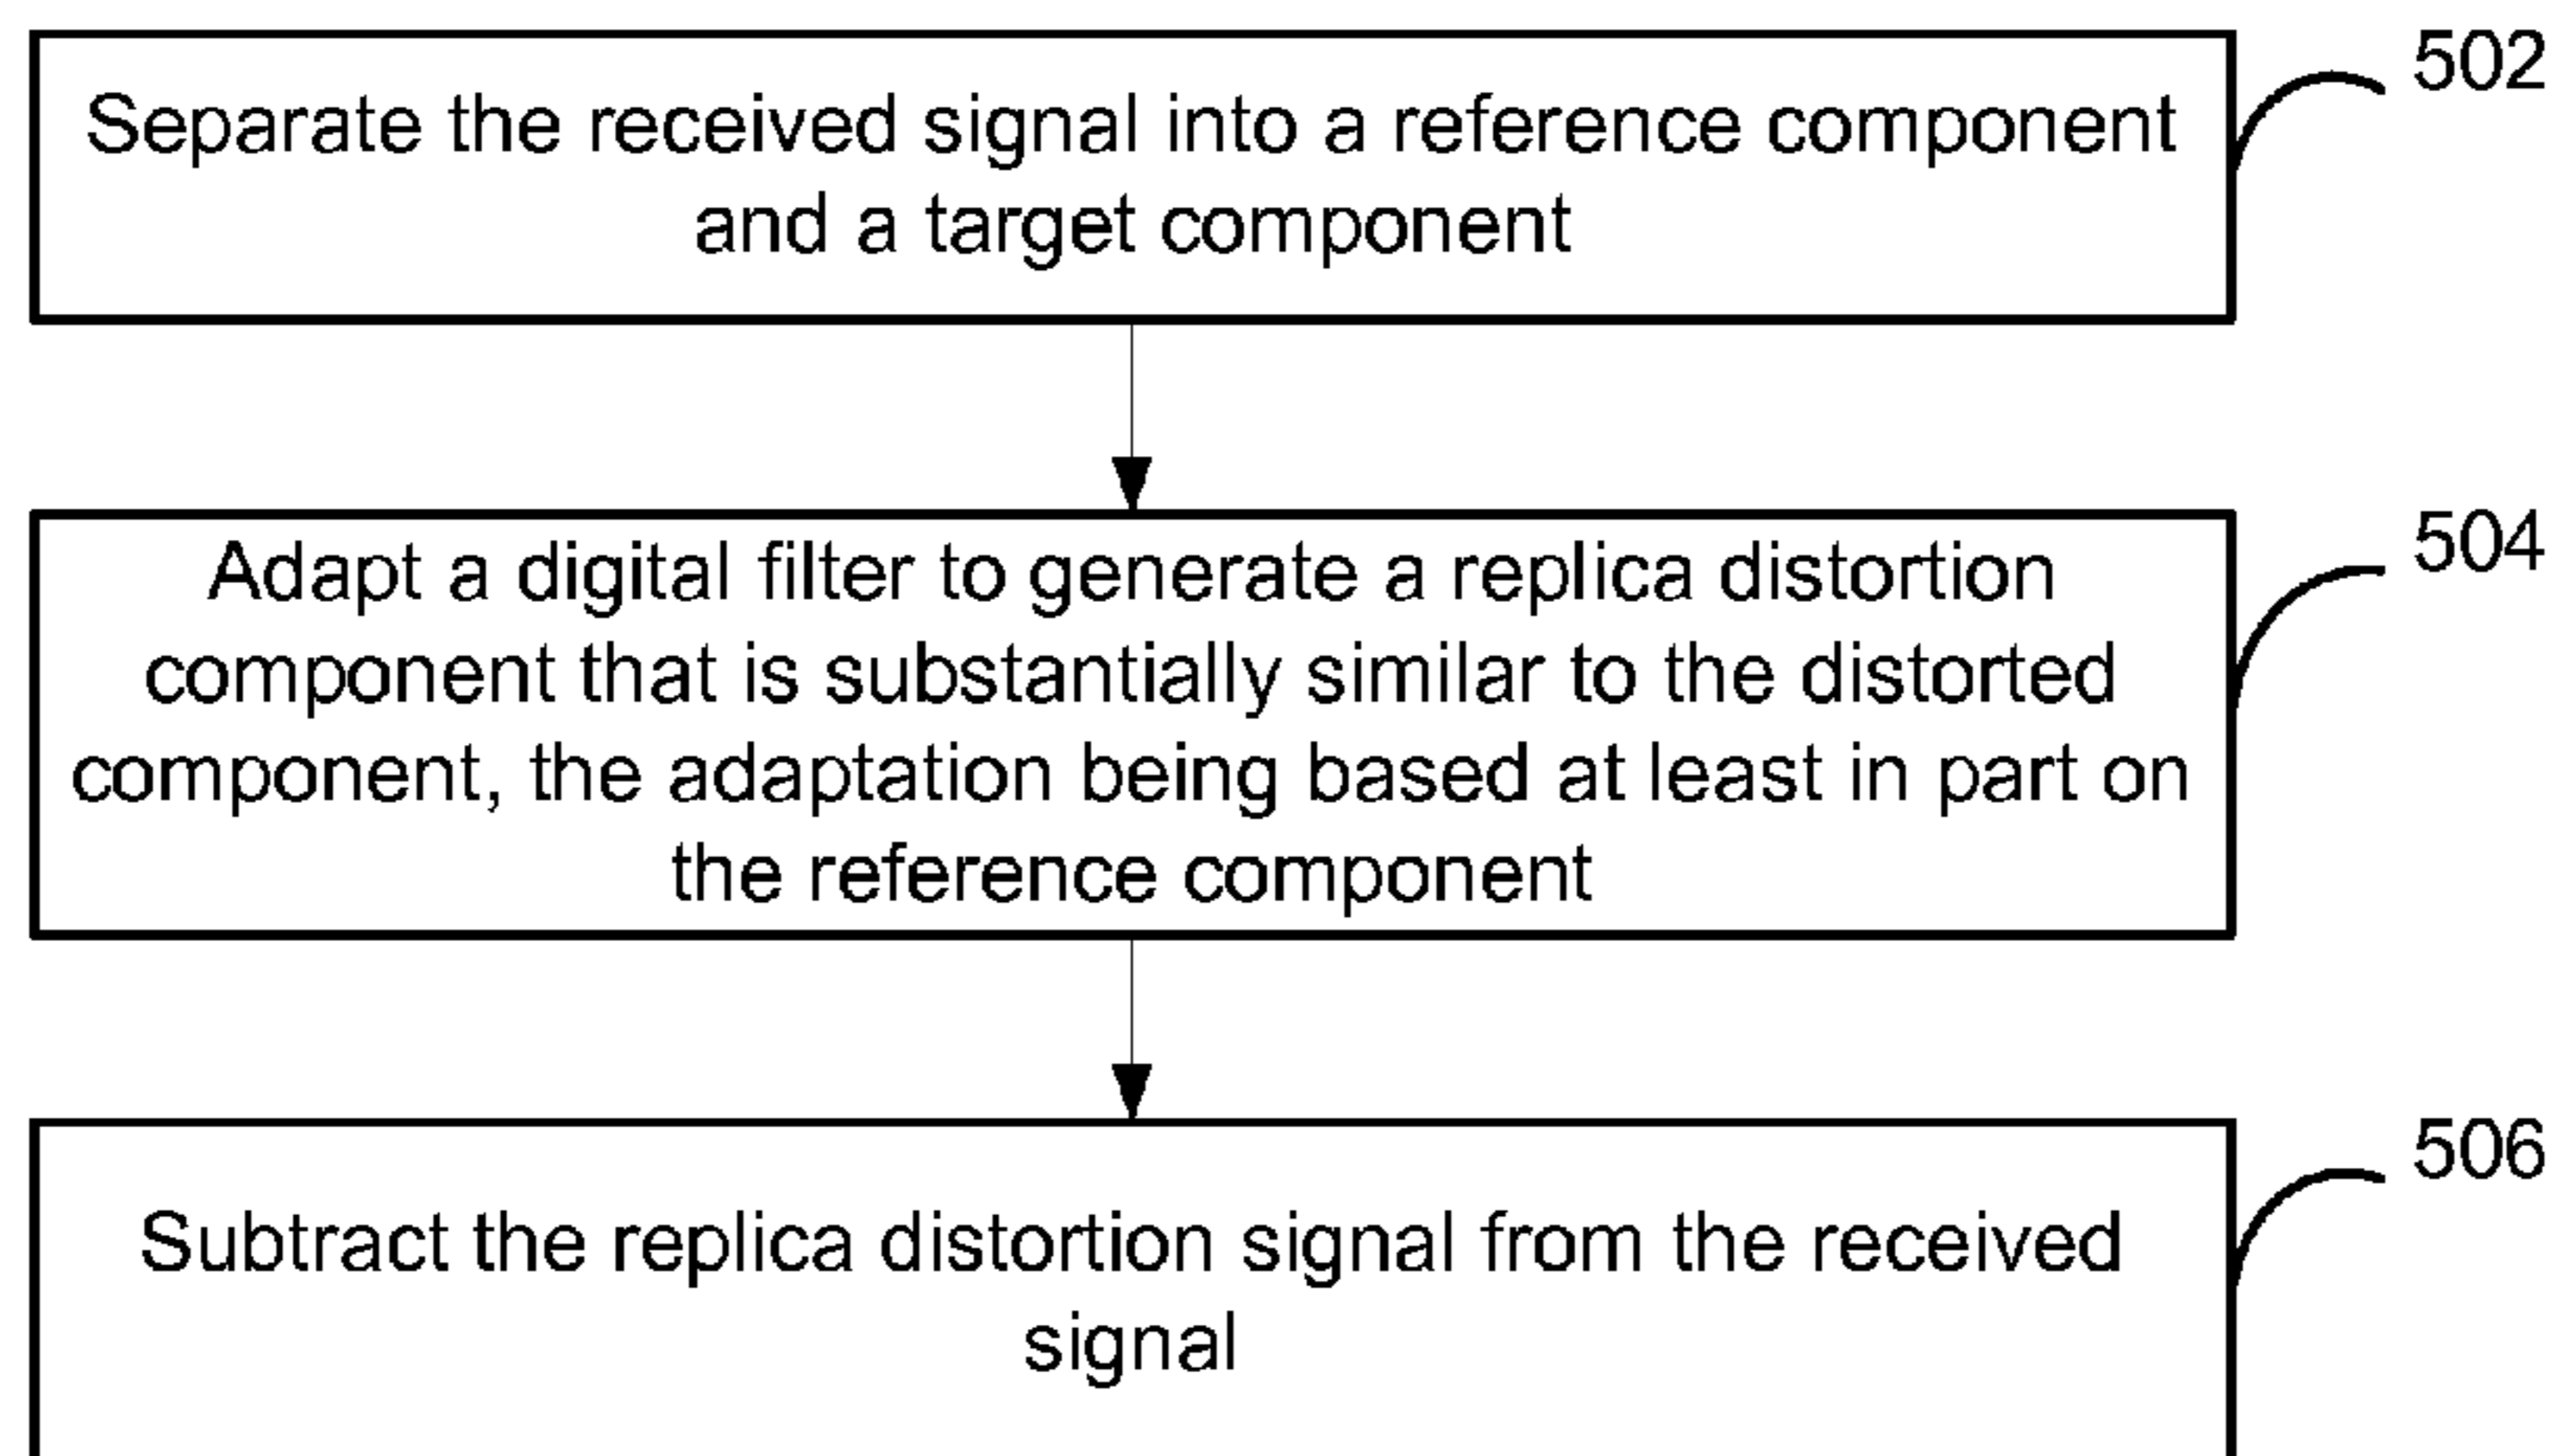 502
Separate the received signal into a reference component
and a target component
504
Adapt a digital filter to generate a replica distortion
component that is substantially similar to the distorted
component, the adaptation being based at least in part on
the reference component
506
Subtract the replica distortion signal from the received
signal